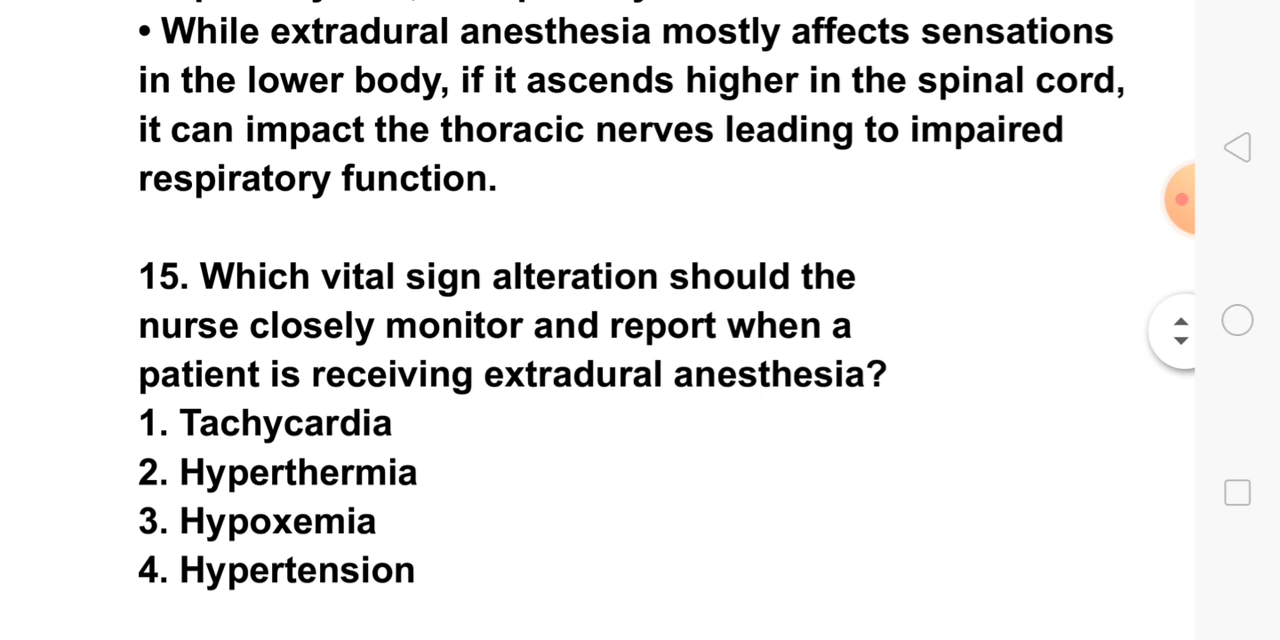 • While extradural anesthesia mostly affects sensations
in the lower body, if it ascends higher in the spinal cord,
it can impact the thoracic nerves leading to impaired
respiratory function.
15. Which vital sign alteration should the
nurse closely monitor and report when a
patient is receiving extradural anesthesia?
1. Tachycardia
2. Hyperthermia
3. Hypoxemia
4. Hypertension